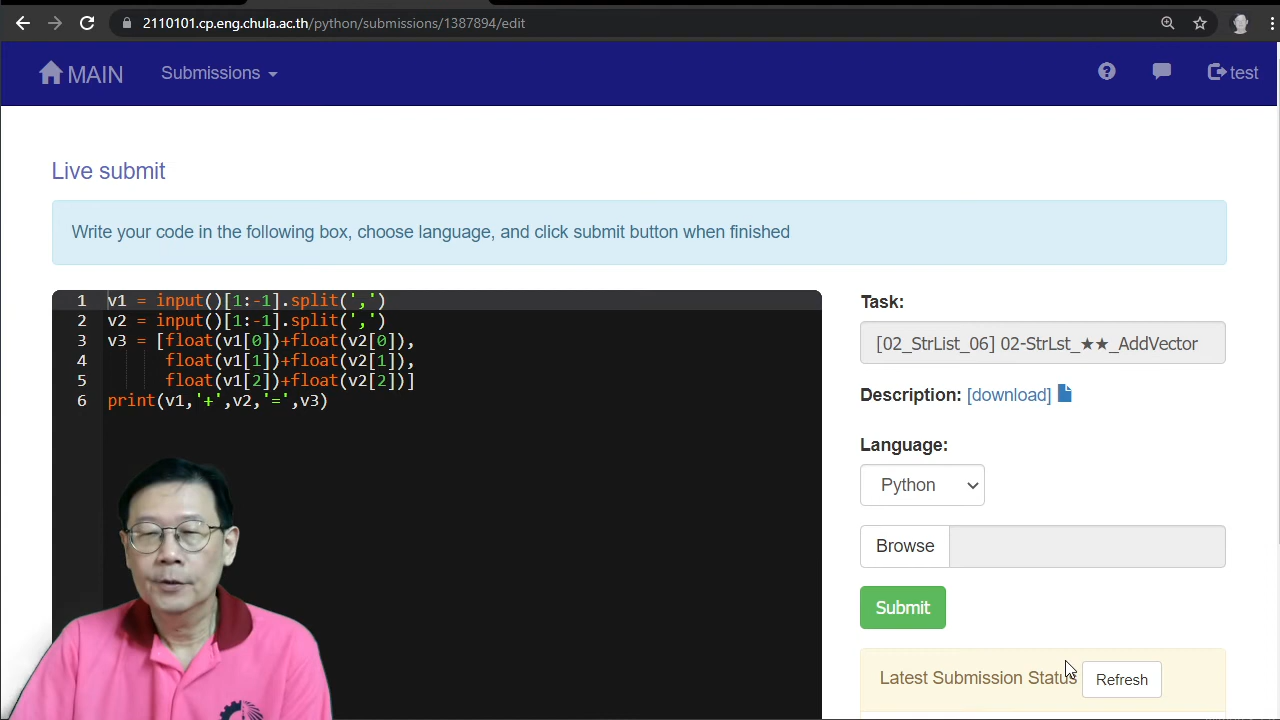 2110101.cp.eng.chula.ac.th/python/submissions/1387894/edit
MAIN Submissions test
Live submit
Write your code in the following box, choose language, and click submit button when finished
1 v1 = input()[1:-1].split(',')
2 v2 = input()[1:-1].split(',')
3 v3 = [float(v1[0])+float(v2[0]),
4 float(v1[1])+float(v2[1]),
5 float(v1[2])+float(v2[2])]
6 print(v1,'+',v2,'=',v3)
Task:
[02_StrList_06] 02-StrLst_★★_AddVector
Description: [download]
Language:
Python
Browse
Submit
Latest Submission Status Refresh